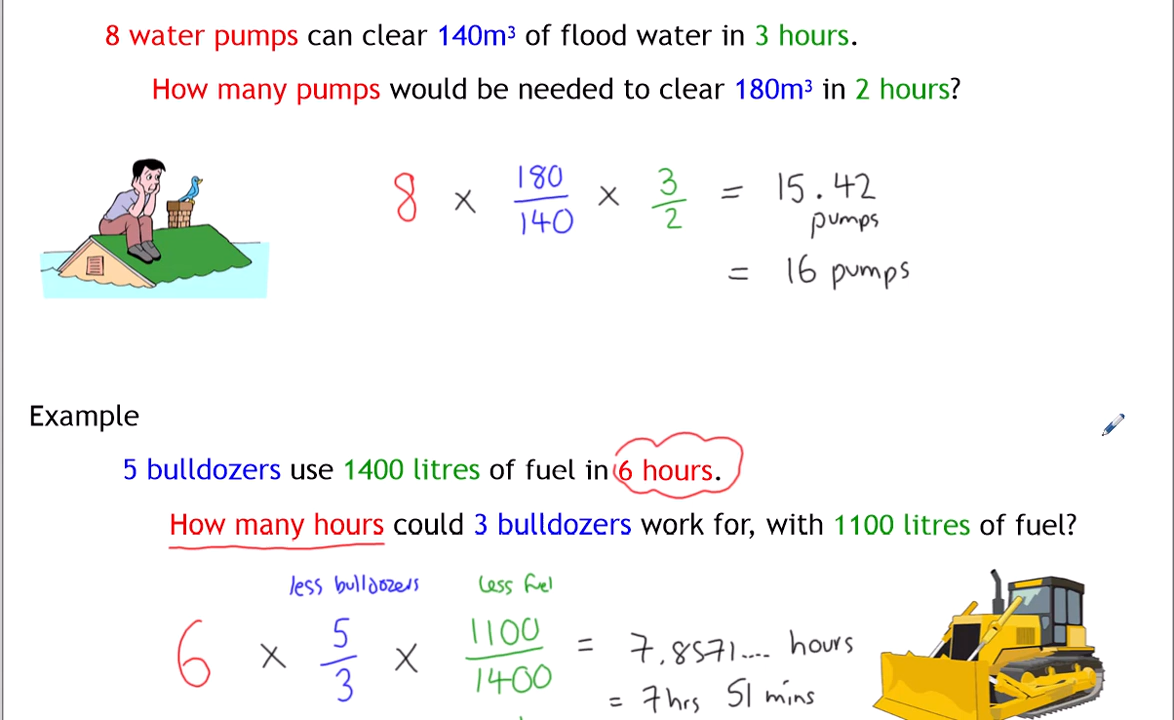 8 water pumps can clear 140m³ of flood water in 3 hours.
How many pumps would be needed to clear 180m³ in 2 hours?
8 × 180/140 × 3/2 = 15.42
pumps
= 16 pumps
Example
5 bulldozers use 1400 litres of fuel in 6 hours.
How many hours could 3 bulldozers work for, with 1100 litres of fuel?
less bulldozers less fuel
6 × 5/3 × 1100/1400 = 7.8571.... hours
= 7hrs 51 mins